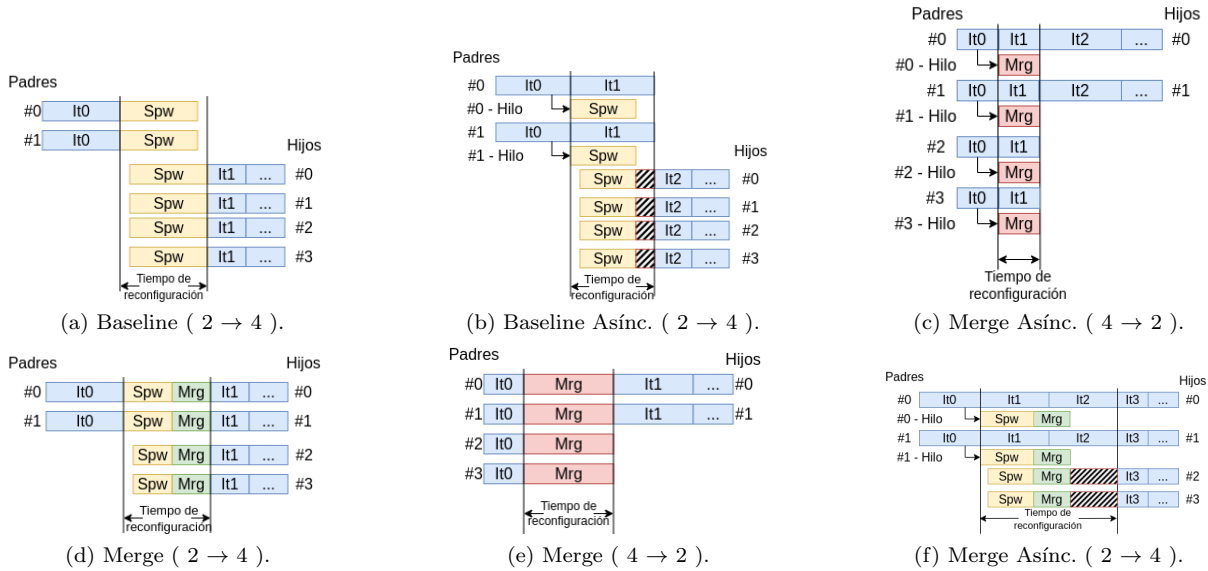 Padres
#0 It0 Spw
#1 It0 Spw
Hijos
Spw It1 ... #0
Spw It1 ... #1
Spw It1 ... #2
Spw It1 ... #3
Tiempo de
reconfiguración
(a) Baseline ( 2 → 4 ).
Padres
#0 It0 It1
#0 - Hilo Spw
#1 It0 It1
#1 - Hilo Spw
Hijos
Spw It2 ... #0
Spw It2 ... #1
Spw It2 ... #2
Spw It2 ... #3
Tiempo de
reconfiguración
(b) Baseline Asínc. ( 2 → 4 ).
Padres Hijos
#0 It0 It1 It2 ... #0
#0 - Hilo Mrg
#1 It0 It1 It2 ... #1
#1 - Hilo Mrg
#2 It0 It1
#2 - Hilo Mrg
#3 It0 It1
#3 - Hilo Mrg
Tiempo de
reconfiguración
(c) Merge Asínc. ( 4 → 2 ).
Padres Hijos
#0 It0 Spw Mrg It1 ... #0
#1 It0 Spw Mrg It1 ... #1
Spw Mrg It1 ... #2
Spw Mrg It1 ... #3
Tiempo de
reconfiguración
(d) Merge ( 2 → 4 ).
Padres Hijos
#0 It0 Mrg It1 ... #0
#1 It0 Mrg It1 ... #1
#2 It0 Mrg
#3 It0 Mrg
Tiempo de
reconfiguración
(e) Merge ( 4 → 2 ).
Padres Hijos
#0 It0 It1 It2 It3 ... #0
#0 - Hilo Spw Mrg
#1 It0 It1 It2 It3 ... #1
#1 - Hilo Spw Mrg
Spw Mrg It3 ... #2
Spw Mrg It3 ... #3
Tiempo de
reconfiguración
(f) Merge Asínc. ( 2 → 4 ).